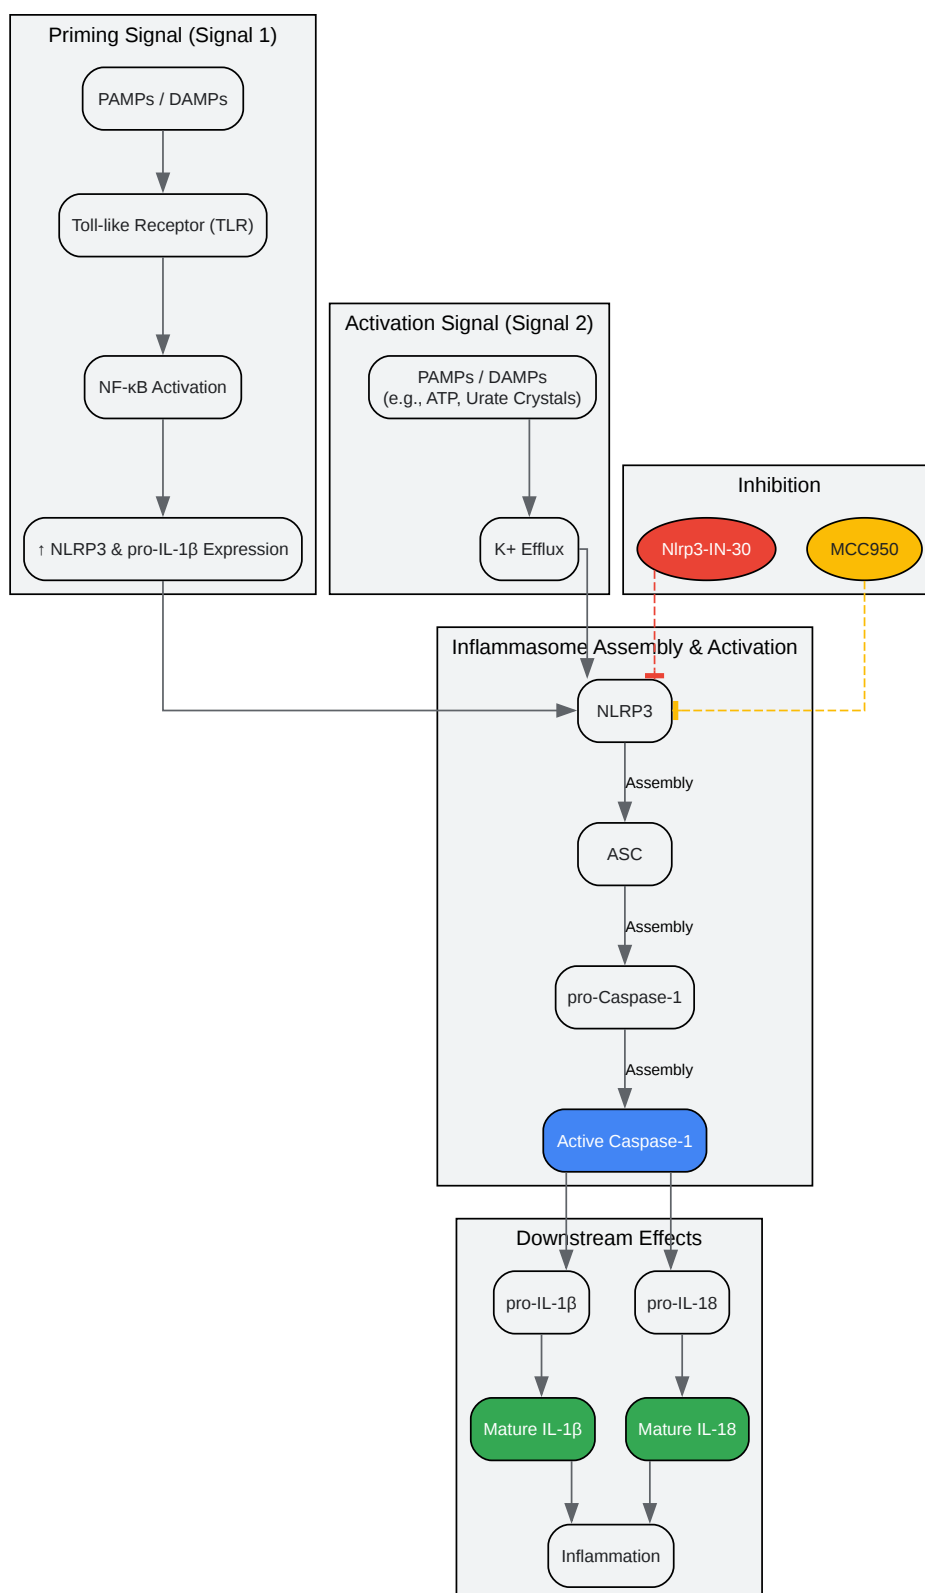 Priming Signal (Signal 1)
PAMPs / DAMPs
Toll-like Receptor (TLR)
NF-κB Activation
↑ NLRP3 & pro-IL-1β Expression
Activation Signal (Signal 2)
PAMPs / DAMPs
(e.g., ATP, Urate Crystals)
K+ Efflux
Inhibition
Nlrp3-IN-30
MCC950
Inflammasome Assembly & Activation
NLRP3
Assembly
ASC
Assembly
pro-Caspase-1
Assembly
Active Caspase-1
Downstream Effects
pro-IL-1β
pro-IL-18
Mature IL-1β
Mature IL-18
Inflammation